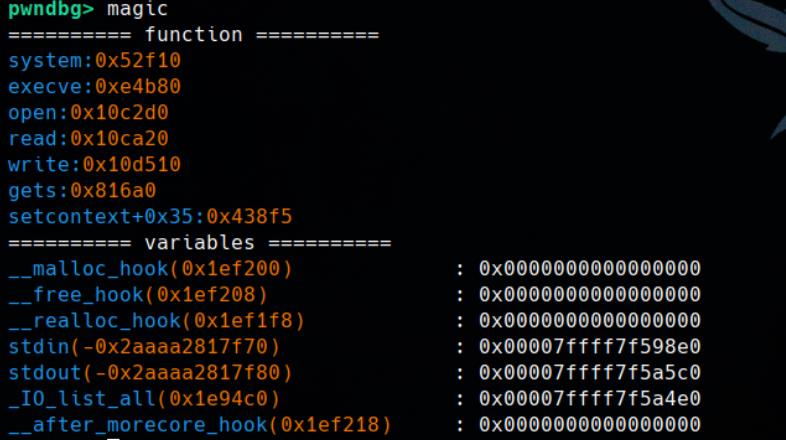 pwndbg> magic
========== function ==========
system:0x52f10
execve:0xe4b80
open:0x10c2d0
read:0x10ca20
write:0x10d510
gets:0x816a0
setcontext+0x35:0x438f5
========== variables ==========
__malloc_hook(0x1ef200) : 0x0000000000000000
__free_hook(0x1ef208) : 0x0000000000000000
__realloc_hook(0x1ef1f8) : 0x0000000000000000
stdin(-0x2aaaa2817f70) : 0x00007ffff7f598e0
stdout(-0x2aaaa2817f80) : 0x00007ffff7f5a5c0
_IO_list_all(0x1e94c0) : 0x00007ffff7f5a4e0
__after_morecore_hook(0x1ef218) : 0x0000000000000000